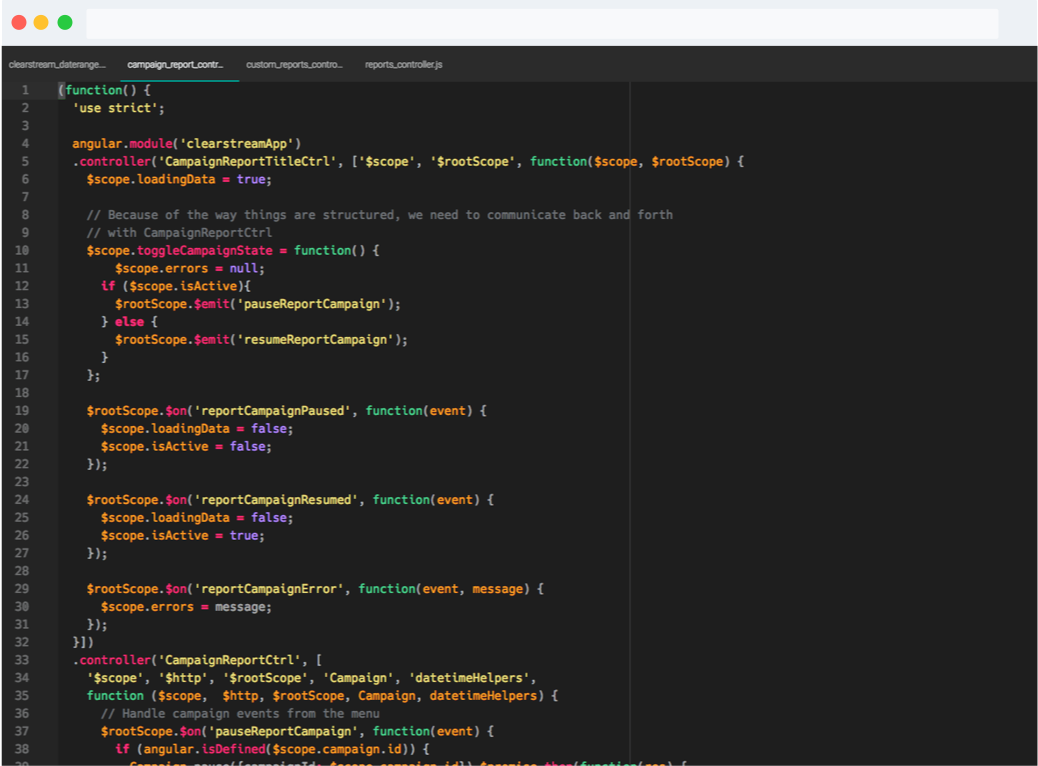 clearstream_daterange... campaign_report_contr... custom_reports_contro... reports_controller.js
1 (function() {
2 'use strict';
3
4 angular.module('clearstreamApp')
5 .controller('CampaignReportTitleCtrl', ['$scope', '$rootScope', function($scope, $rootScope) {
6 $scope.loadingData = true;
7
8 // Because of the way things are structured, we need to communicate back and forth
9 // with CampaignReportCtrl
10 $scope.toggleCampaignState = function() {
11 $scope.errors = null;
12 if ($scope.isActive){
13 $rootScope.$emit('pauseReportCampaign');
14 } else {
15 $rootScope.$emit('resumeReportCampaign');
16 }
17 };
18
19 $rootScope.$on('reportCampaignPaused', function(event) {
20 $scope.loadingData = false;
21 $scope.isActive = false;
22 });
23
24 $rootScope.$on('reportCampaignResumed', function(event) {
25 $scope.loadingData = false;
26 $scope.isActive = true;
27 });
28
29 $rootScope.$on('reportCampaignError', function(event, message) {
30 $scope.errors = message;
31 });
32 }])
33 .controller('CampaignReportCtrl', [
34 '$scope', '$http', '$rootScope', 'Campaign', 'datetimeHelpers',
35 function ($scope, $http, $rootScope, Campaign, datetimeHelpers) {
36 // Handle campaign events from the menu
37 $rootScope.$on('pauseReportCampaign', function(event) {
38 if (angular.isDefined($scope.campaign.id)) {